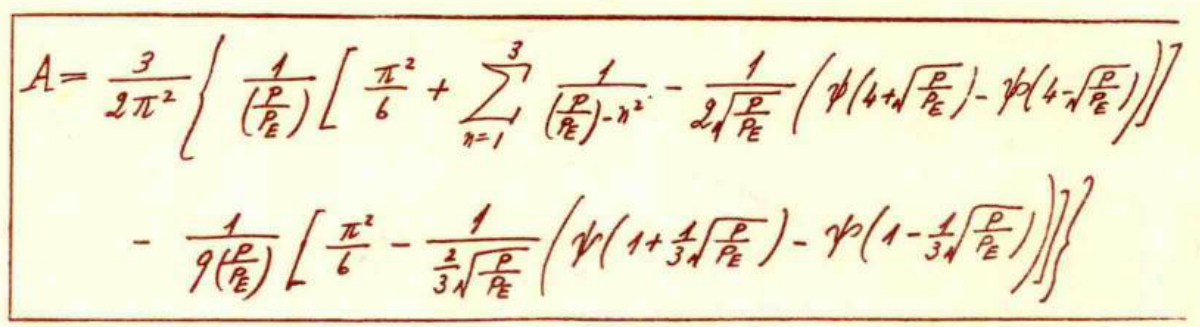 A = \frac{3}{2\pi^2} \left\{ \frac{1}{\left(\frac{P}{P_E}\right)} \left[ \frac{\pi^2}{6} + \sum_{n=1}^{3} \frac{1}{\left(\frac{P}{P_E}\right) - n^2} - \frac{1}{2\sqrt{\frac{P}{P_E}}} \left( \psi\left(4 + \sqrt{\frac{P}{P_E}}\right) - \psi\left(4 - \sqrt{\frac{P}{P_E}}\right) \right) \right] \right.
\left. - \frac{1}{9\left(\frac{P}{P_E}\right)} \left[ \frac{\pi^2}{6} - \frac{1}{\frac{2}{3}\sqrt{\frac{P}{P_E}}} \left( \psi\left(1 + \frac{1}{3}\sqrt{\frac{P}{P_E}}\right) - \psi\left(1 - \frac{1}{3}\sqrt{\frac{P}{P_E}}\right) \right) \right] \right\}